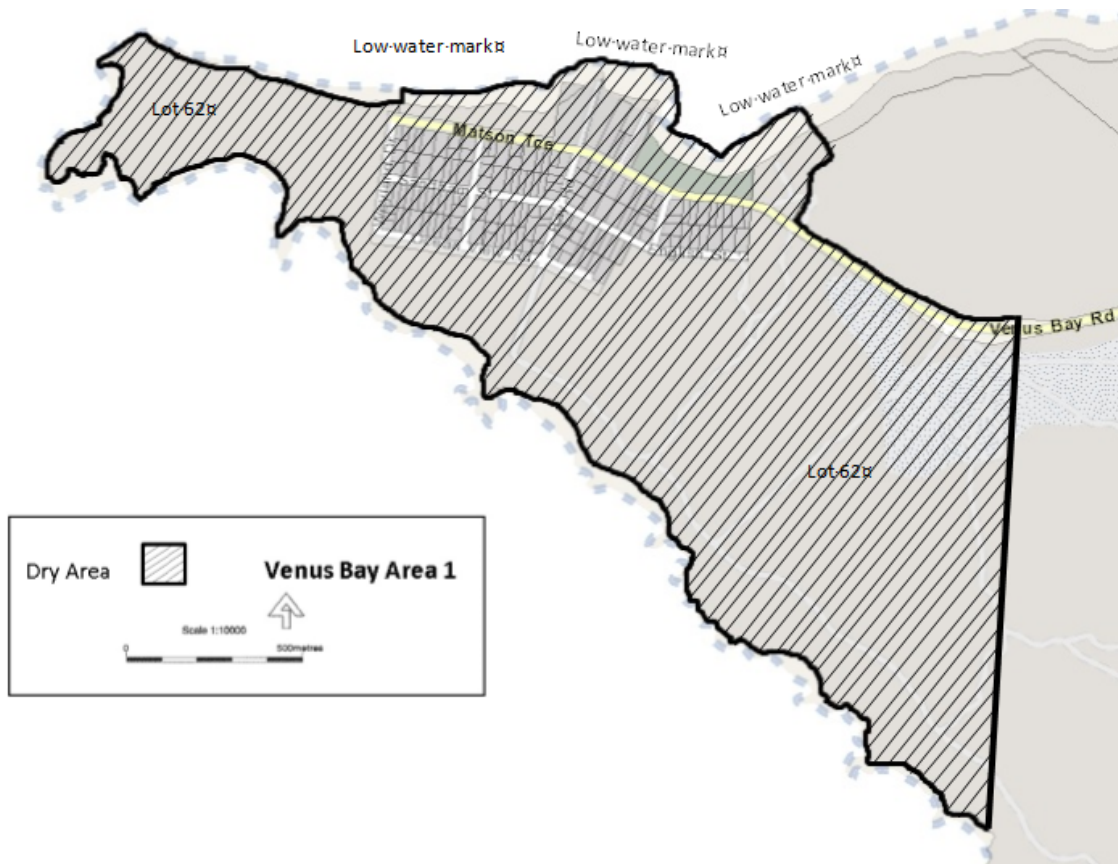 Low·water·mark¤
Low·water·mark¤
Low·water·mark¤
Lot·62¤
Matson Tce
Venus Bay Rd
Lot·62¤
Dry Area
Venus Bay Area 1
Scale 1:10000
0
500metres